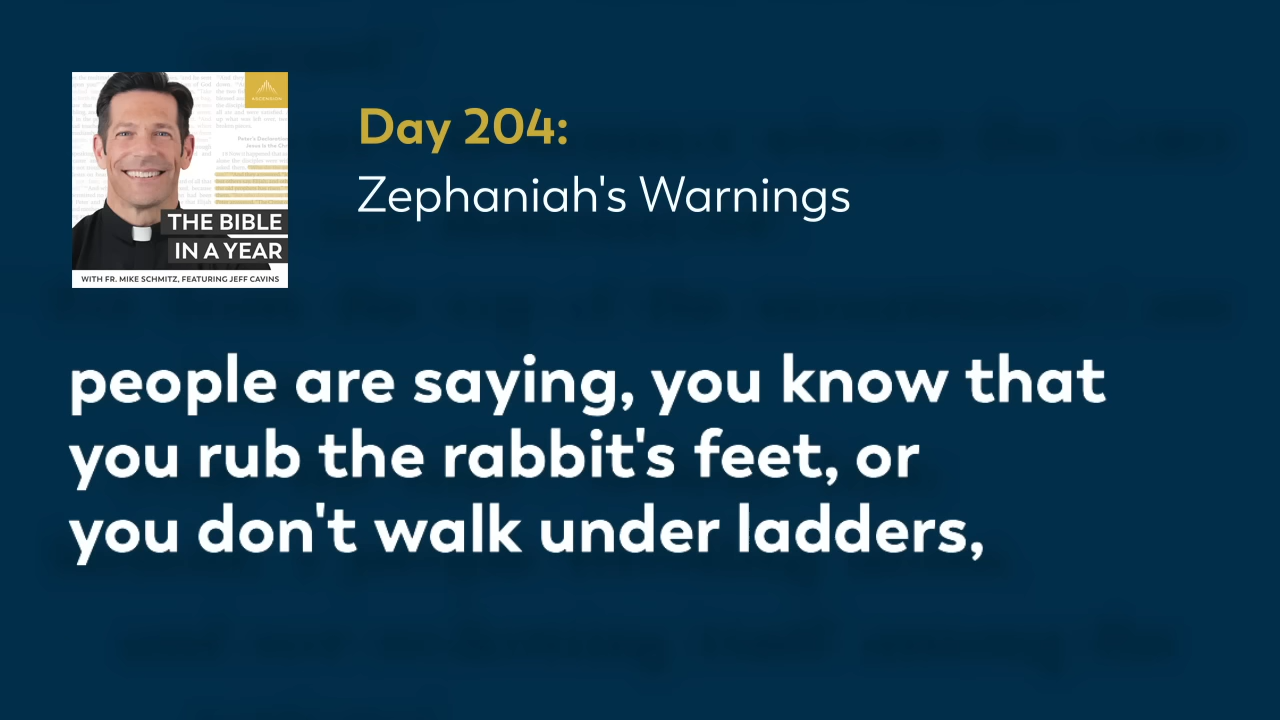 ASCENSION
THE BIBLE
IN A YEAR
WITH FR. MIKE SCHMITZ, FEATURING JEFF CAVINS
Day 204:
Zephaniah's Warnings
people are saying, you know that
you rub the rabbit's feet, or
you don't walk under ladders,